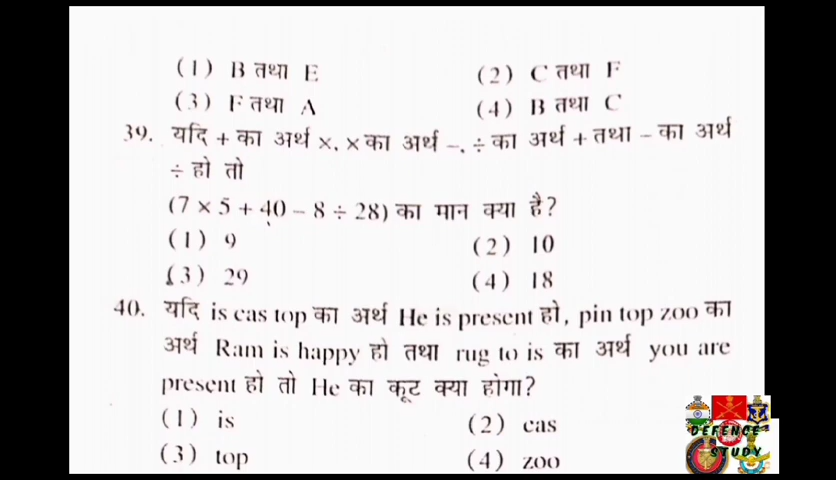 (1) B तथा E (2) C तथा F
(3) F तथा A (4) B तथा C
39. यदि + का अर्थ ×, × का अर्थ –, ÷ का अर्थ + तथा – का अर्थ
÷ हो तो
(7 × 5 + 40 – 8 ÷ 28) का मान क्या है?
(1) 9 (2) 10
(3) 29 (4) 18
40. यदि is cas top का अर्थ He is present हो, pin top zoo का
अर्थ Ram is happy हो तथा rug to is का अर्थ you are
present हो तो He का कूट क्या होगा?
(1) is (2) cas
(3) top (4) zoo
DEFENCE
STUDY